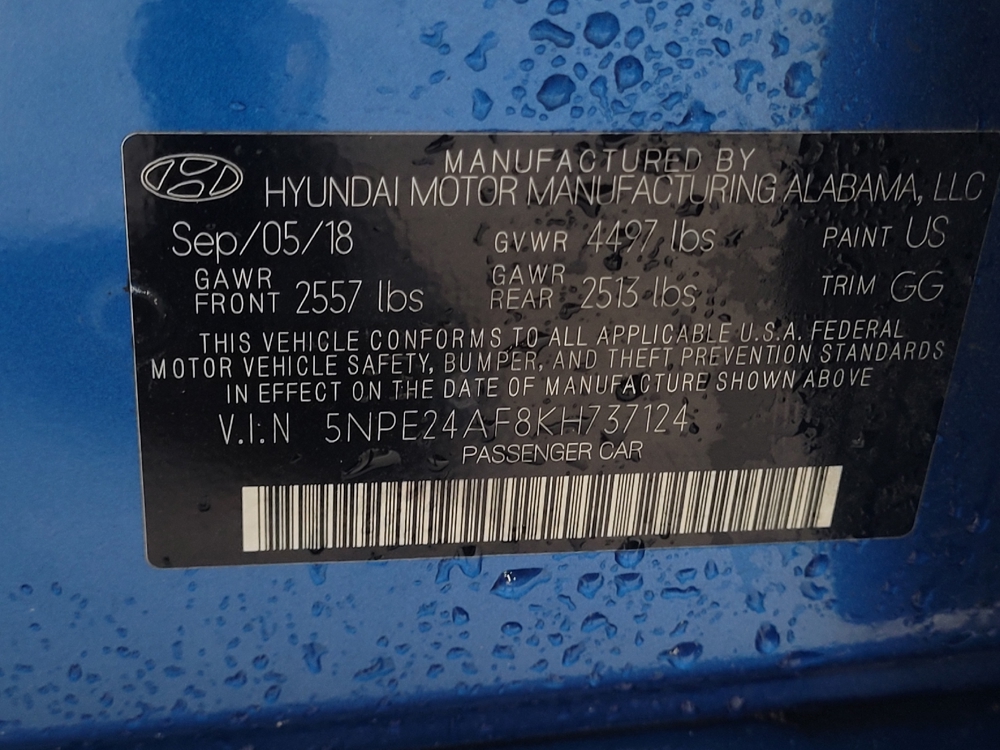 MANUFACTURED BY
HYUNDAI MOTOR MANUFACTURING ALABAMA, LLC
Sep/05/18 GVWR 4497 lbs PAINT US
GAWR FRONT 2557 lbs GAWR REAR 2513 lbs TRIM GG
THIS VEHICLE CONFORMS TO ALL APPLICABLE U.S.A. FEDERAL
MOTOR VEHICLE SAFETY, BUMPER, AND THEFT PREVENTION STANDARDS
IN EFFECT ON THE DATE OF MANUFACTURE SHOWN ABOVE
V.I.N 5NPE24AF8KH737124
PASSENGER CAR